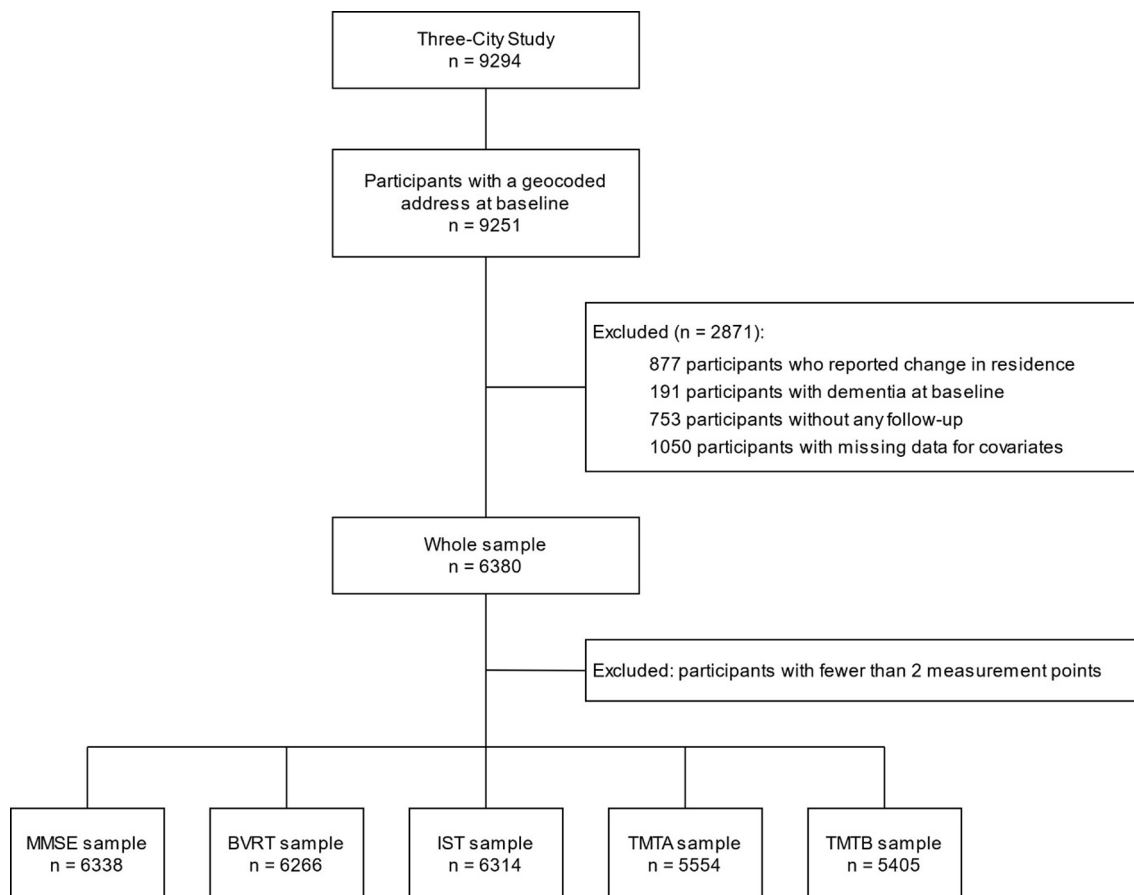 Three-City Study
n = 9294
Participants with a geocoded
address at baseline
n = 9251
Excluded (n = 2871):
877 participants who reported change in residence
191 participants with dementia at baseline
753 participants without any follow-up
1050 participants with missing data for covariates
Whole sample
n = 6380
Excluded: participants with fewer than 2 measurement points
MMSE sample
n = 6338
BVRT sample
n = 6266
IST sample
n = 6314
TMTA sample
n = 5554
TMTB sample
n = 5405